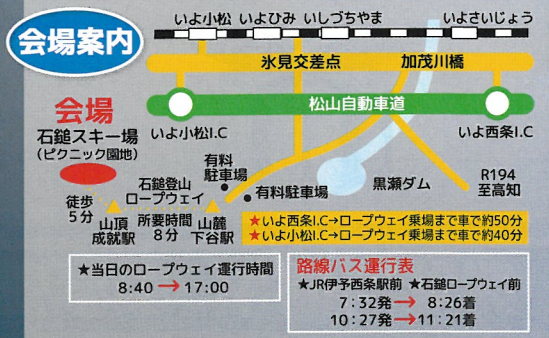 会場案内
いよ小松 いよひみ いしづちやま いよさいじょう
氷見交差点 加茂川橋
松山自動車道
いよ小松I.C
いよ西条I.C
会場
石鎚スキー場
(ピクニック園地)
有料
駐車場
有料駐車場
黒瀬ダム
R194
至高知
石鎚登山
ロープウェイ
徒歩
5分
所要時間
8分
山頂
成就駅
山麓
下谷駅
★いよ西条I.C→ロープウェイ乗場まで車で約50分
★いよ小松I.C→ロープウェイ乗場まで車で約40分
★当日のロープウェイ運行時間
8:40→17:00
路線バス運行表
★JR伊予西条駅前 ★石鎚ロープウェイ前
7:32発→8:26着
10:27発→11:21着